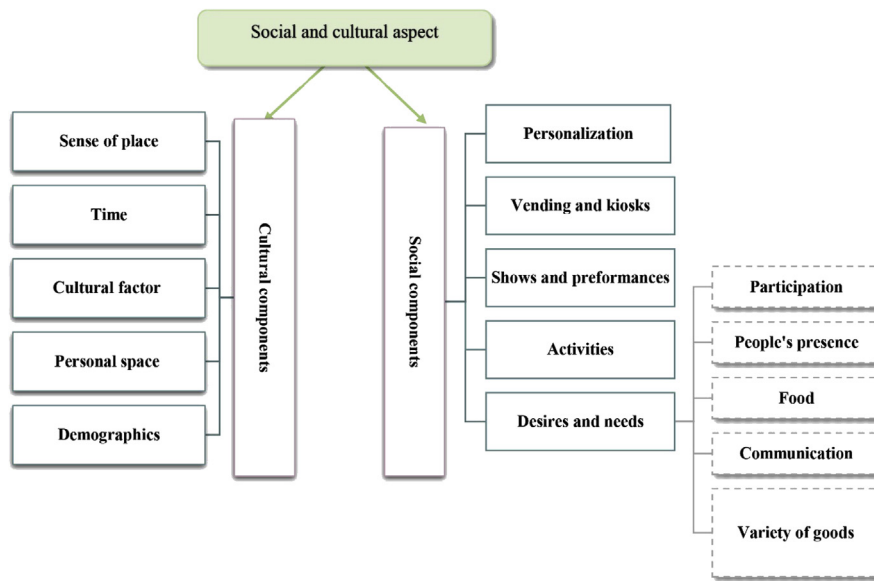 Social and cultural aspect
Cultural components
Sense of place
Time
Cultural factor
Personal space
Demographics
Social components
Personalization
Vending and kiosks
Shows and preformances
Activities
Desires and needs
Participation
People's presence
Food
Communication
Variety of goods